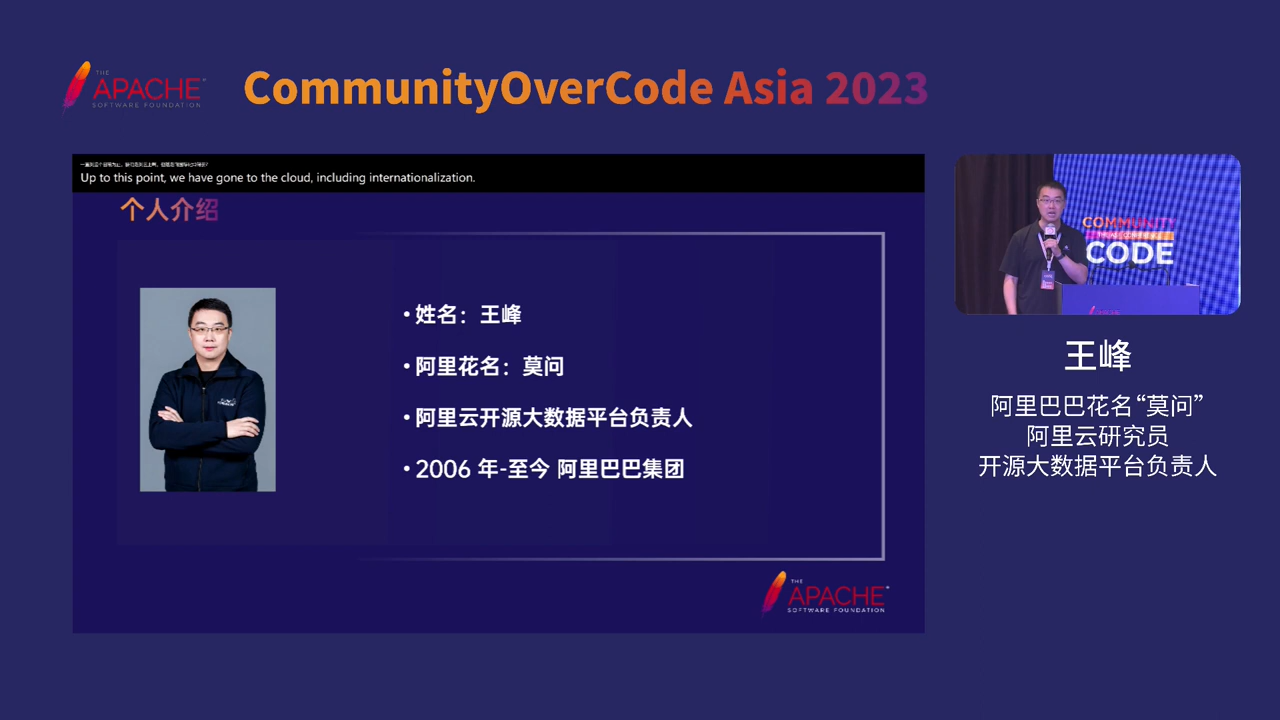 THE
APACHE
SOFTWARE FOUNDATION
CommunityOverCode Asia 2023
Up to this point, we have gone to the cloud, including internationalization.
个人介绍
• 姓名：王峰
• 阿里花名：莫问
• 阿里云开源大数据平台负责人
• 2006 年-至今 阿里巴巴集团
THE
APACHE
SOFTWARE FOUNDATION
COMMUNITY
CODE
王峰
阿里巴巴花名“莫问”
阿里云研究员
开源大数据平台负责人